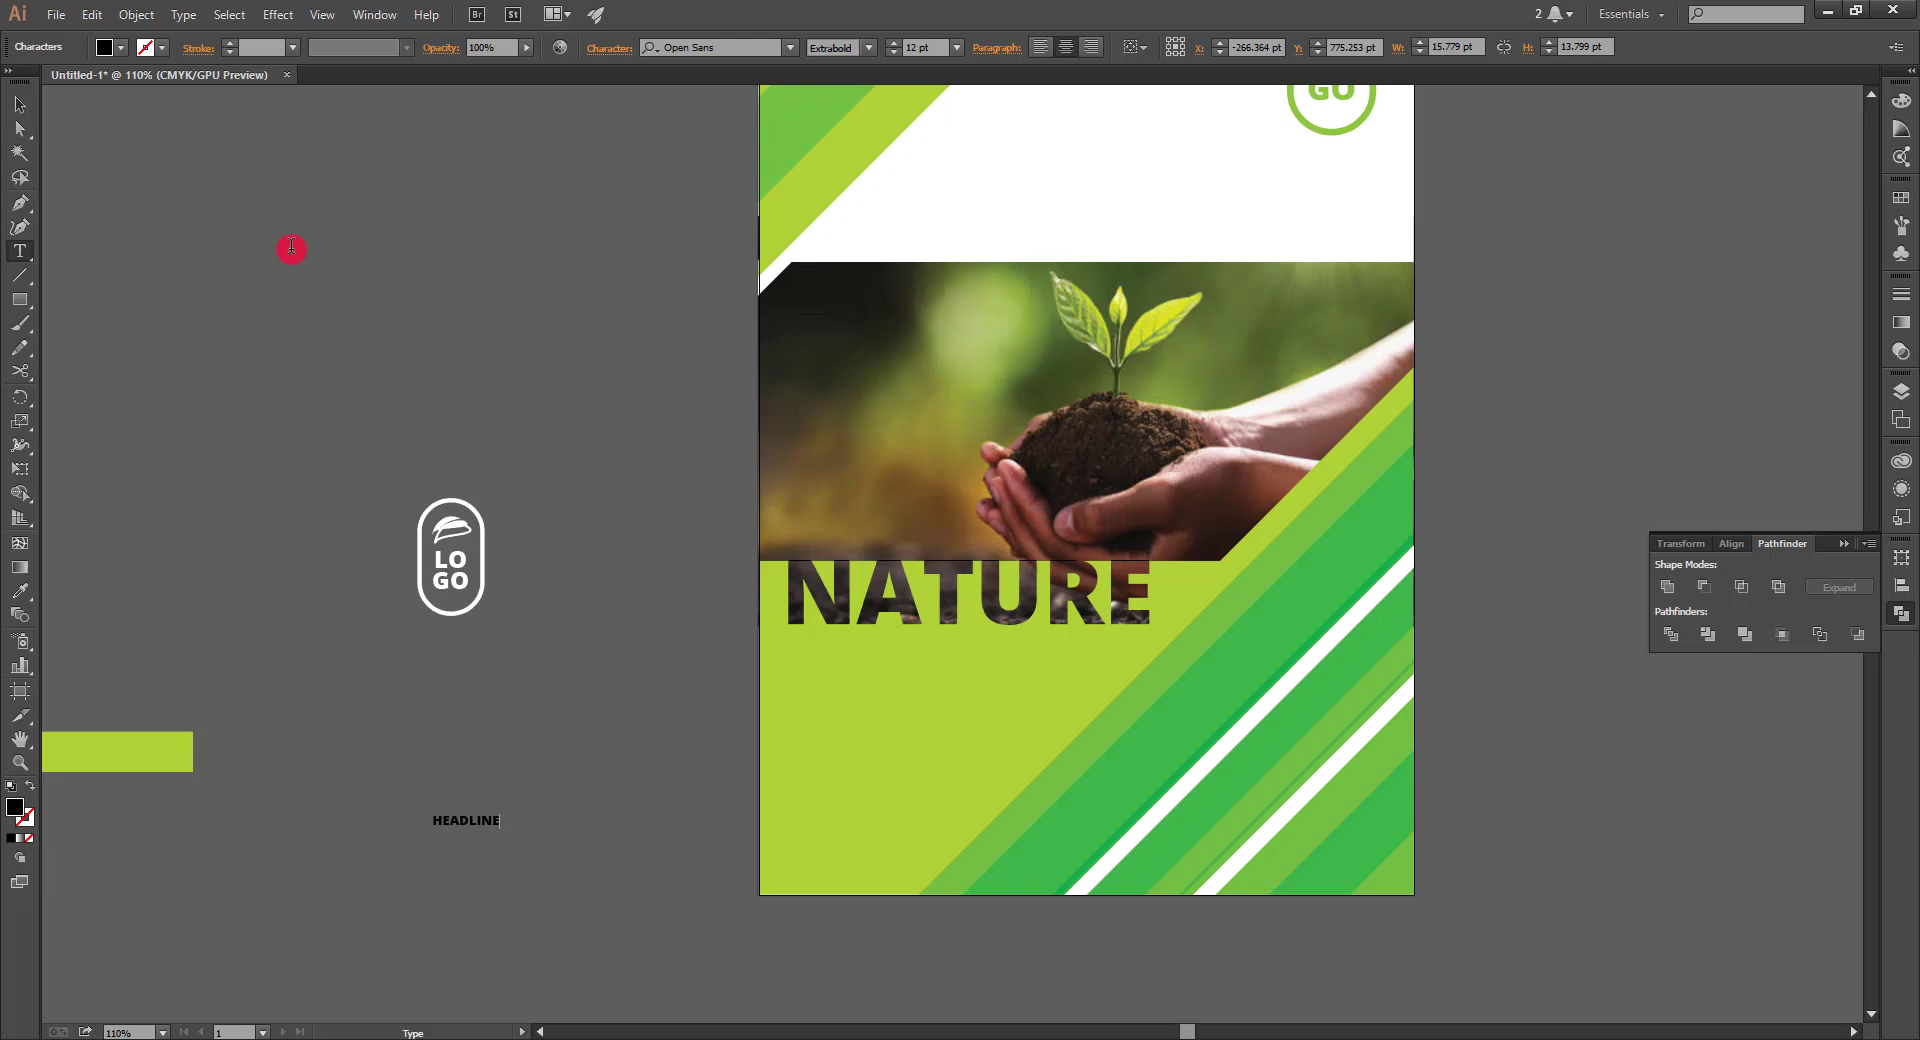 Ai File Edit Object Type Select Effect View Window Help Br St 2 Essentials
Characters Stroke: Opacity: 100% Character: Open Sans Extrabold 12 pt Paragraph: X: -266.364 pt Y: 775.253 pt W: 15.779 pt H: 13.799 pt
Untitled-1* @ 110% (CMYK/GPU Preview)
GO
T
LO
GO
NATURE
Transform Align Pathfinder
Shape Modes:
Expand
Pathfinders:
HEADLINE
110% 1 Type